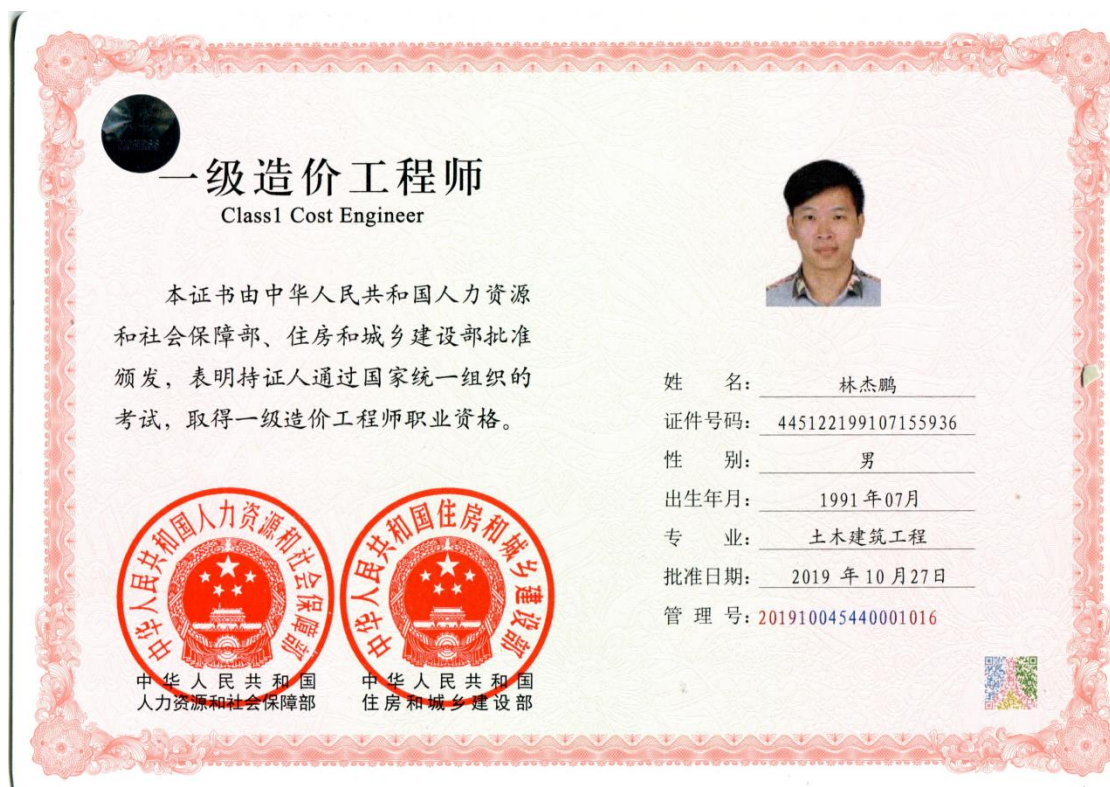 一级造价工程师
Class1 Cost Engineer
本证书由中华人民共和国人力资源
和社会保障部、住房和城乡建设部批准
颁发，表明持证人通过国家统一组织的
考试，取得一级造价工程师职业资格。
中华人民共和国人力资源和社会保障部
中华人民共和国住房和城乡建设部
中华人民共和国
人力资源和社会保障部
中华人民共和国
住房和城乡建设部
姓 名： 林杰鹏
证件号码： 445122199107155936
性 别： 男
出生年月： 1991年07月
专 业： 土木建筑工程
批准日期： 2019 年 10 月27日
管 理 号：201910045440001016